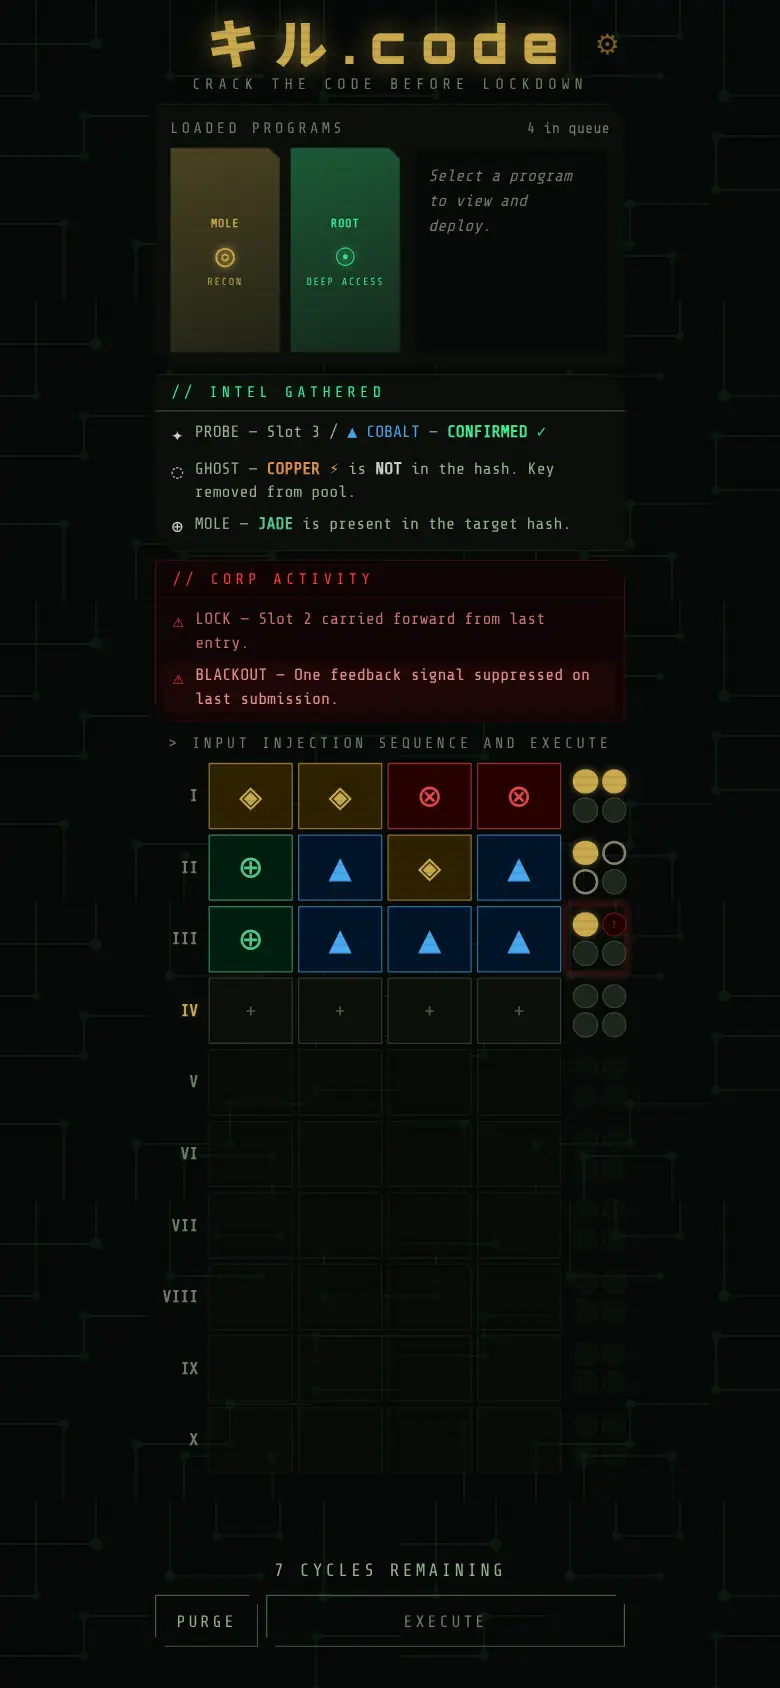 キル.code
CRACK THE CODE BEFORE LOCKDOWN
LOADED PROGRAMS
4 in queue
MOLE
RECON
ROOT
DEEP ACCESS
Select a program
to view and
deploy.
// INTEL GATHERED
PROBE — Slot 3 / ▲ COBALT — CONFIRMED ✓
GHOST — COPPER ⚡ is NOT in the hash. Key
removed from pool.
MOLE — JADE is present in the target hash.
// CORP ACTIVITY
LOCK — Slot 2 carried forward from last
entry.
BLACKOUT — One feedback signal suppressed on
last submission.
> INPUT INJECTION SEQUENCE AND EXECUTE
I
II
III
?
IV
+ + + +
V
VI
VII
VIII
IX
X
7 CYCLES REMAINING
PURGE
EXECUTE